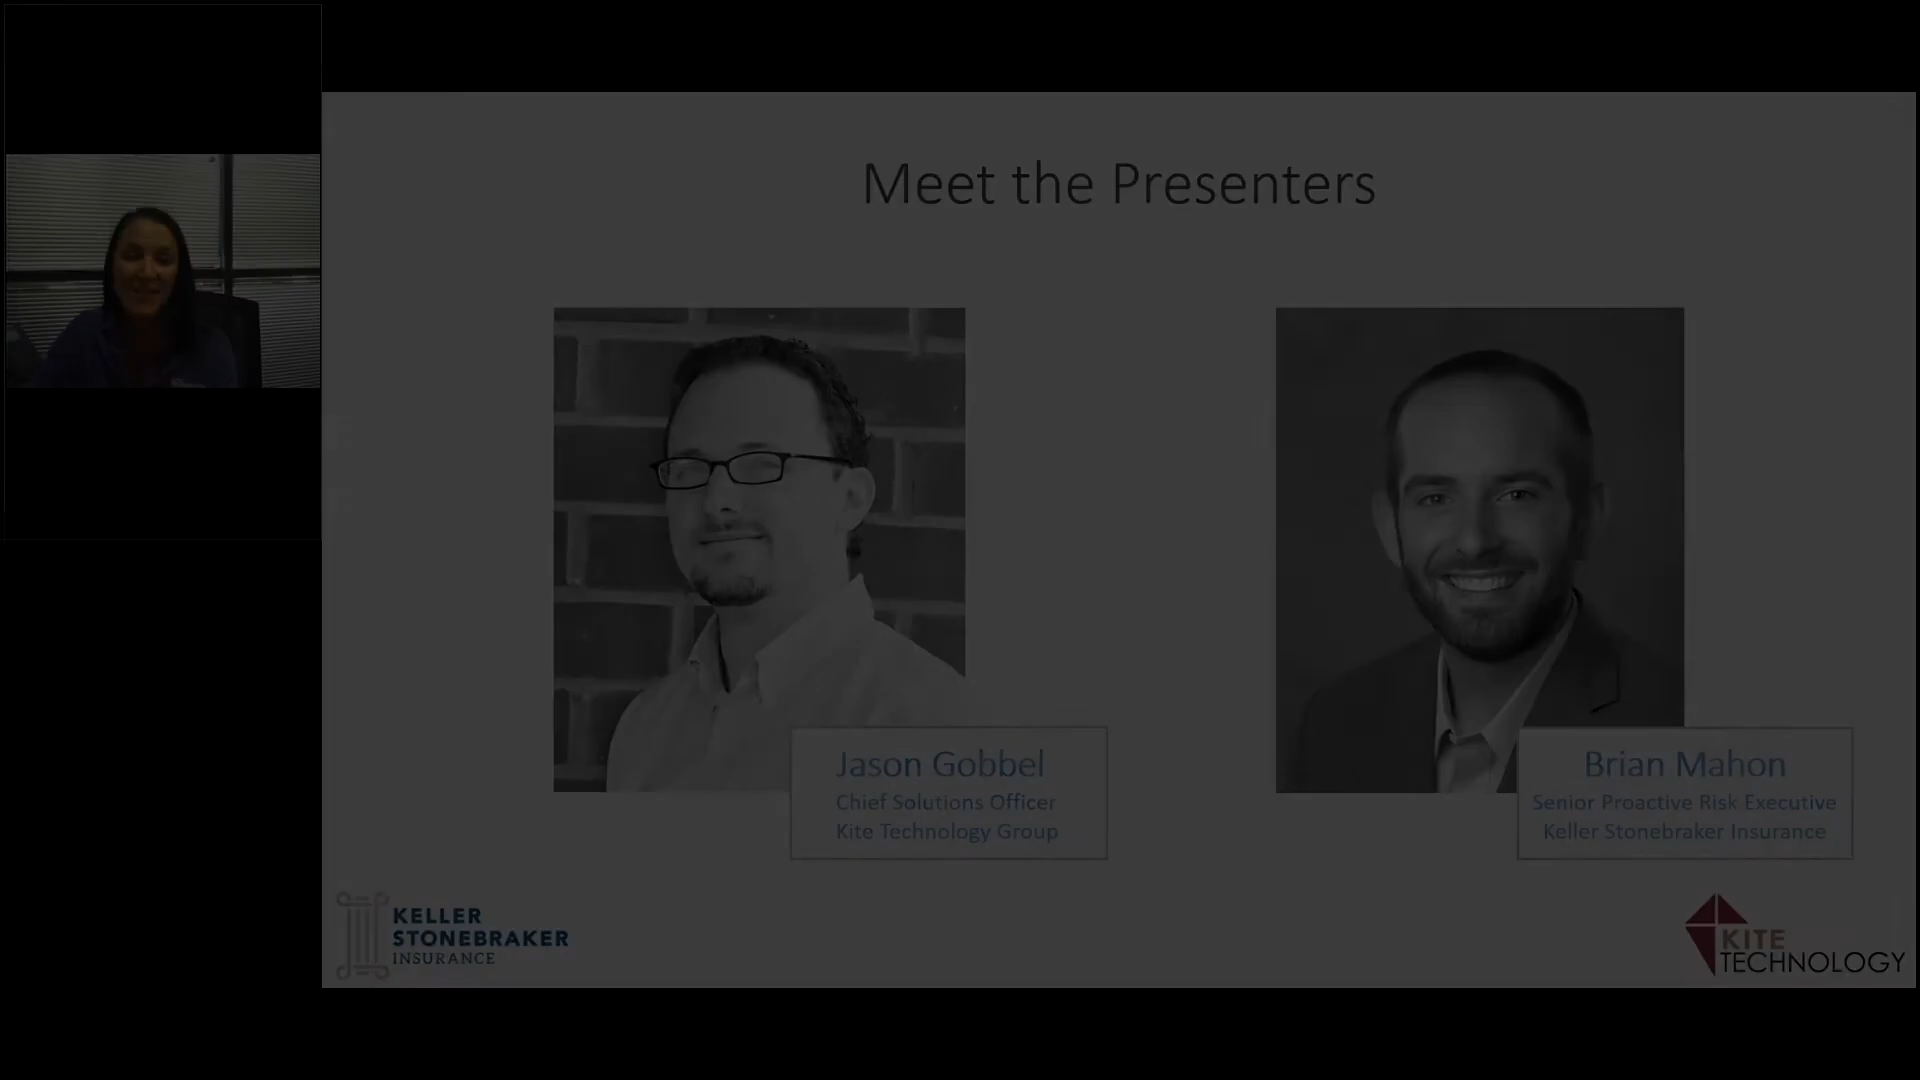 Meet the Presenters
Jason Gobbel
Chief Solutions Officer
Kite Technology Group
Brian Mahon
Senior Proactive Risk Executive
Keller Stonebraker Insurance
KELLER
STONEBRAKER
INSURANCE
KITE
TECHNOLOGY